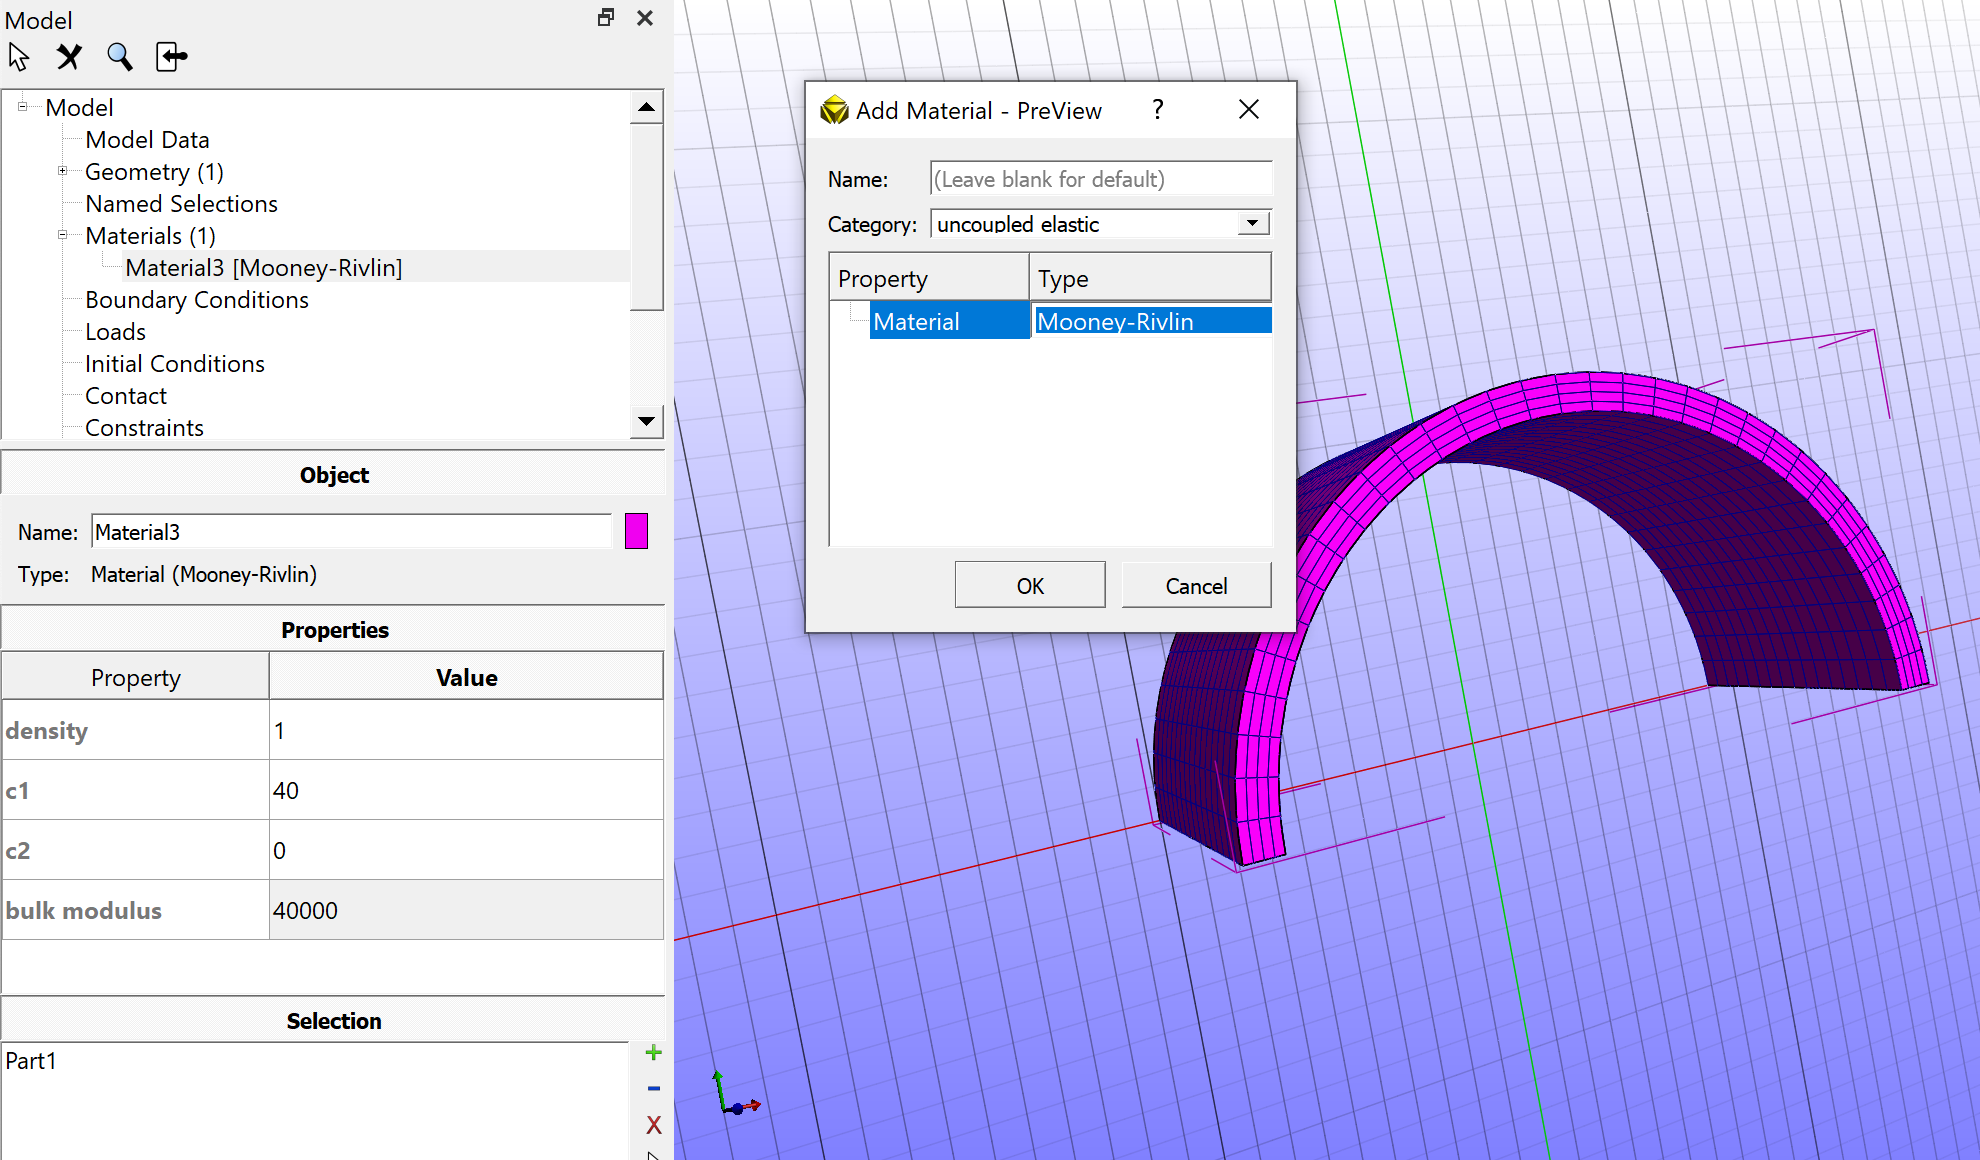 Model
Model
Model Data
Geometry (1)
Named Selections
Materials (1)
Material3 [Mooney-Rivlin]
Boundary Conditions
Loads
Initial Conditions
Contact
Constraints
Object
Name: Material3
Type: Material (Mooney-Rivlin)
Properties
Property Value
density 1
c1 40
c2 0
bulk modulus 40000
Selection
Part1
Add Material - PreView ?
Name: (Leave blank for default)
Category: uncoupled elastic
Property Type
Material Mooney-Rivlin
OK Cancel